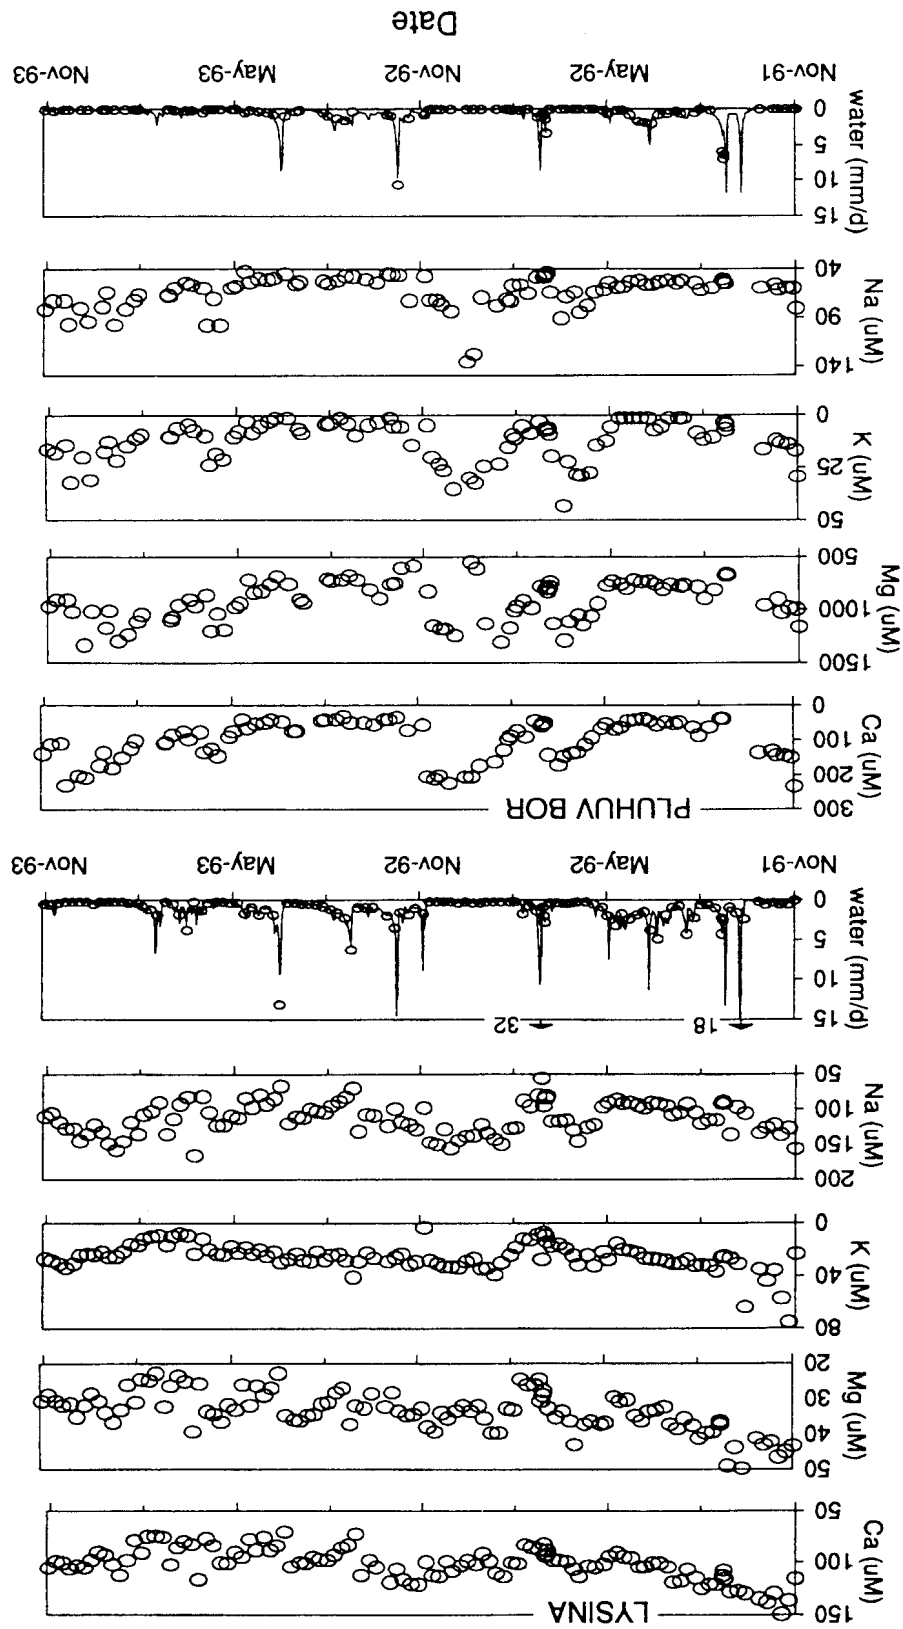 LYSINA
Ca (uM)
150
100
50
Mg (uM)
50
40
30
20
K (uM)
80
40
0
Na (uM)
200
150
100
50
water (mm/d)
15
10
5
0
18
32
Nov-91 May-92 Nov-92 May-93 Nov-93
PLUHUV BOR
Ca (uM)
300
200
100
0
Mg (uM)
1500
1000
500
K (uM)
50
25
0
Na (uM)
140
90
40
water (mm/d)
15
10
5
0
Nov-91 May-92 Nov-92 May-93 Nov-93
Date